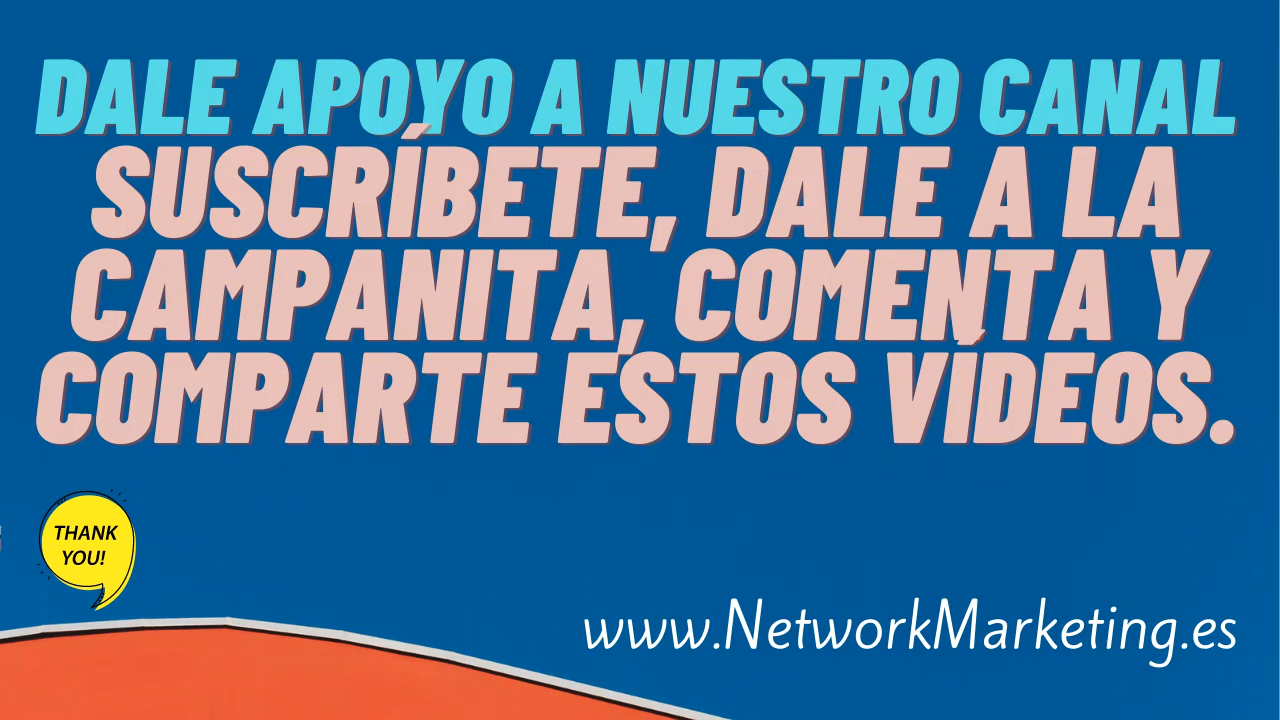 DALE APOYO A NUESTRO CANAL
SUSCRÍBETE, DALE A LA
CAMPANITA, COMENTA Y
COMPARTE ESTOS VÍDEOS.
THANK
YOU!
www.NetworkMarketing.es